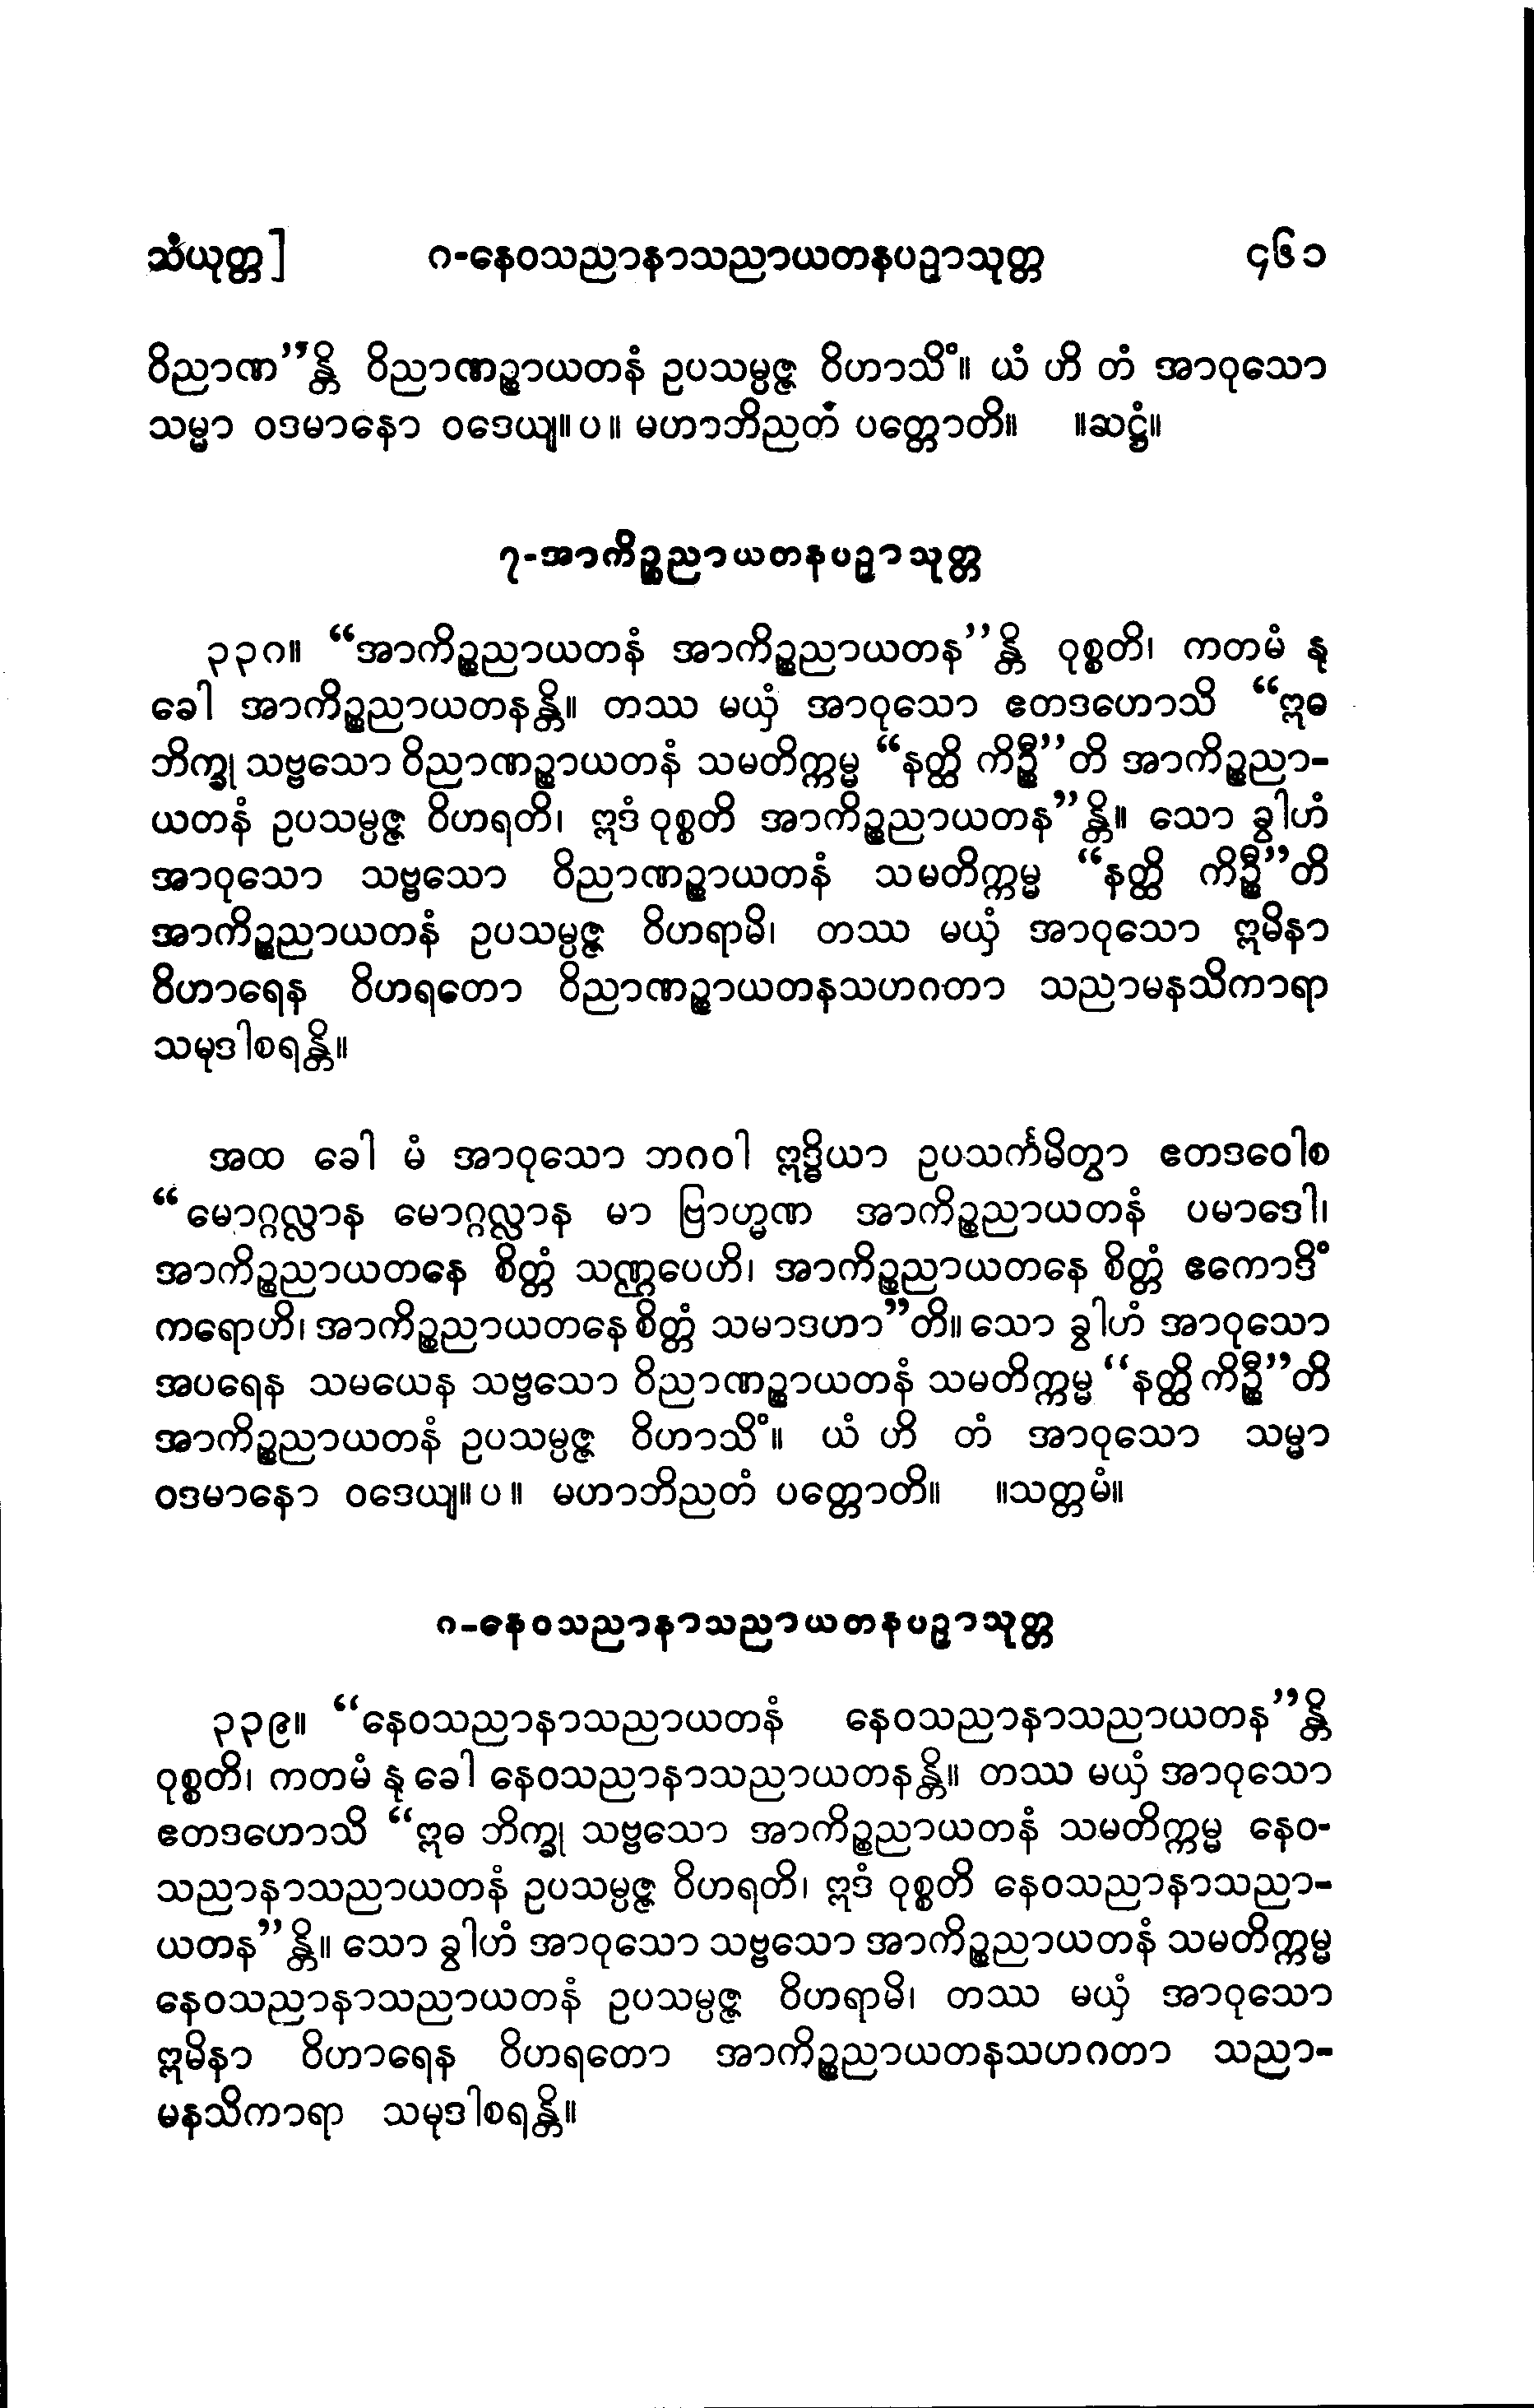 သံယုတ္တ] ဂ-နေဝသညာနာသညာယတနပဉှာသုတ္တ ၄၆၁
ဝိညာဏ”န္တိ ဝိညာဏဉ္စာယတနံ ဥပသမ္ပဇ္ဇ ဝိဟာသိံ။ ယံ ဟိ တံ အာဝုသော
သမ္မာ ဝဒမာနော ဝဒေယျ။ပ။ မဟာဘိညတံ ပတ္တောတိ။ ။ဆဋ္ဌံ။
၇-အာကိဉ္စညာယတနပဉှာသုတ္တ
၃၃ဂ။ “အာကိဉ္စညာယတနံ အာကိဉ္စညာယတန”န္တိ ဝုစ္စတိ၊ ကတမံ နု
ခေါ အာကိဉ္စညာယတနန္တိ။ တဿ မယှံ အာဝုသော ဧတဒဟောသိ “ဣဓ
ဘိက္ခု သဗ္ဗသော ဝိညာဏဉ္စာယတနံ သမတိက္ကမ္မ “နတ္ထိ ကိဉ္စီ”တိ အာကိဉ္စညာ-
ယတနံ ဥပသမ္ပဇ္ဇ ဝိဟရတိ၊ ဣဒံ ဝုစ္စတိ အာကိဉ္စညာယတန”န္တိ။ သော ခွါဟံ
အာဝုသော သဗ္ဗသော ဝိညာဏဉ္စာယတနံ သမတိက္ကမ္မ “နတ္ထိ ကိဉ္စီ”တိ
အာကိဉ္စညာယတနံ ဥပသမ္ပဇ္ဇ ဝိဟရာမိ၊ တဿ မယှံ အာဝုသော ဣမိနာ
ဝိဟာရေန ဝိဟရတော ဝိညာဏဉ္စာယတနသဟဂတာ သညာမနသိကာရာ
သမုဒါစရန္တိ။
အထ ခေါ မံ အာဝုသော ဘဂဝါ ဣဒ္ဓိယာ ဥပသင်္ကမိတွာ ဧတဒဝေါစ
“မောဂ္ဂလ္လာန မောဂ္ဂလ္လာန မာ ဗြာဟ္မဏ အာကိဉ္စညာယတနံ ပမာဒေါ၊
အာကိဉ္စညာယတနေ စိတ္တံ သဏ္ဌပေဟိ၊ အာကိဉ္စညာယတနေ စိတ္တံ ဧကောဒိံ
ကရောဟိ၊ အာကိဉ္စညာယတနေ စိတ္တံ သမာဒဟာ”တိ။ သော ခွါဟံ အာဝုသော
အပရေန သမယေန သဗ္ဗသော ဝိညာဏဉ္စာယတနံ သမတိက္ကမ္မ “နတ္ထိ ကိဉ္စီ”တိ
အာကိဉ္စညာယတနံ ဥပသမ္ပဇ္ဇ ဝိဟာသိံ။ ယံ ဟိ တံ အာဝုသော သမ္မာ
ဝဒမာနော ဝဒေယျ။ပ။ မဟာဘိညတံ ပတ္တောတိ။ ။သတ္တမံ။
ဂ-နေဝသညာနာသညာယတနပဉှာသုတ္တ
၃၃၉။ “နေဝသညာနာသညာယတနံ နေဝသညာနာသညာယတန”န္တိ
ဝုစ္စတိ၊ ကတမံ နု ခေါ နေဝသညာနာသညာယတနန္တိ။ တဿ မယှံ အာဝုသော
ဧတဒဟောသိ “ဣဓ ဘိက္ခု သဗ္ဗသော အာကိဉ္စညာယတနံ သမတိက္ကမ္မ နေဝ-
သညာနာသညာယတနံ ဥပသမ္ပဇ္ဇ ဝိဟရတိ၊ ဣဒံ ဝုစ္စတိ နေဝသညာနာသညာ-
ယတန”န္တိ။ သော ခွါဟံ အာဝုသော သဗ္ဗသော အာကိဉ္စညာယတနံ သမတိက္ကမ္မ
နေဝသညာနာသညာယတနံ ဥပသမ္ပဇ္ဇ ဝိဟရာမိ၊ တဿ မယှံ အာဝုသော
ဣမိနာ ဝိဟာရေန ဝိဟရတော အာကိဉ္စညာယတနသဟဂတာ သညာ-
မနသိကာရာ သမုဒါစရန္တိ။